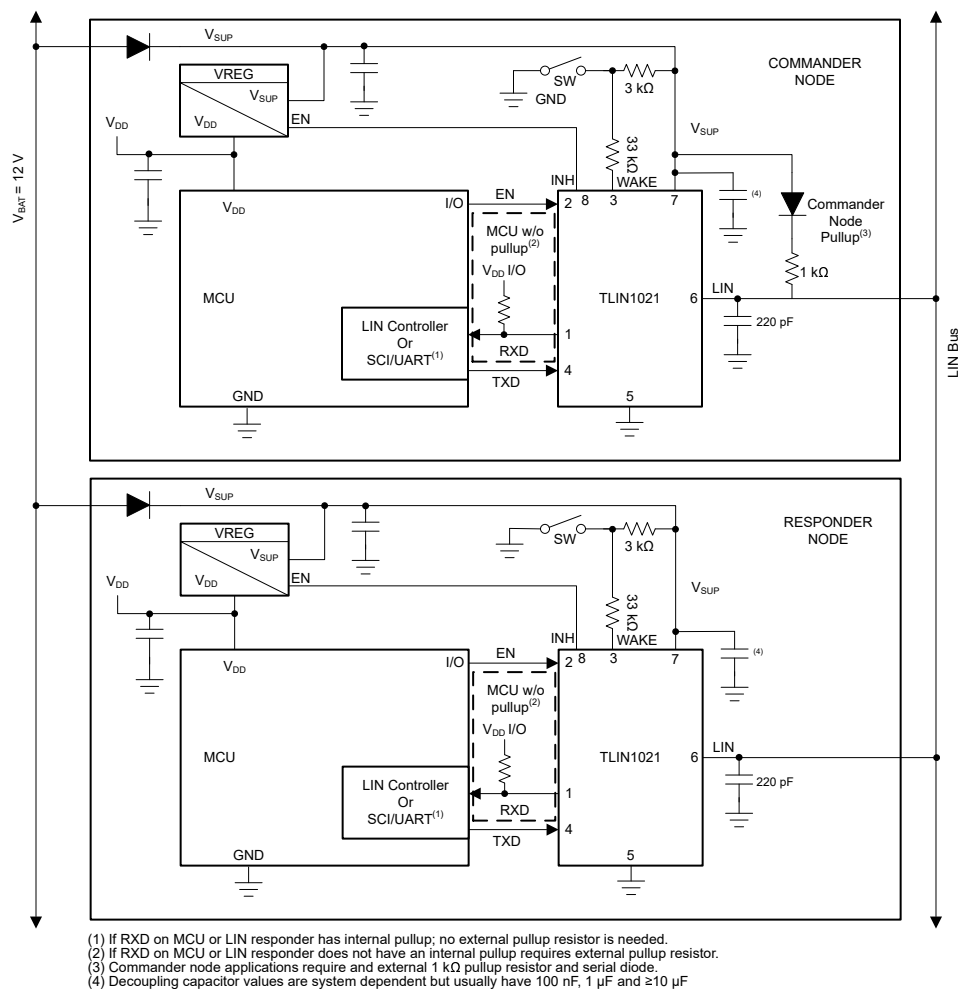 V_BAT = 12 V
V_SUP
VREG
V_SUP
V_DD
V_DD
EN
SW
GND
3 kΩ
33 kΩ
V_SUP
COMMANDER
NODE
INH
WAKE
V_DD
I/O
EN
2
8
3
7
(4)
Commander
Node
Pullup(3)
1 kΩ
MCU w/o
pullup(2)
V_DD I/O
MCU
TLIN1021
6
LIN
220 pF
LIN Controller
Or
SCI/UART(1)
1
RXD
4
TXD
GND
5
LIN Bus
V_SUP
VREG
V_SUP
V_DD
V_DD
EN
SW
3 kΩ
33 kΩ
V_SUP
RESPONDER
NODE
INH
WAKE
V_DD
I/O
EN
2
8
3
7
(4)
MCU w/o
pullup(2)
V_DD I/O
MCU
TLIN1021
6
LIN
220 pF
LIN Controller
Or
SCI/UART(1)
1
RXD
4
TXD
GND
5
(1) If RXD on MCU or LIN responder has internal pullup; no external pullup resistor is needed.
(2) If RXD on MCU or LIN responder does not have an internal pullup requires external pullup resistor.
(3) Commander node applications require and external 1 kΩ pullup resistor and serial diode.
(4) Decoupling capacitor values are system dependent but usually have 100 nF, 1 µF and ≥10 µF